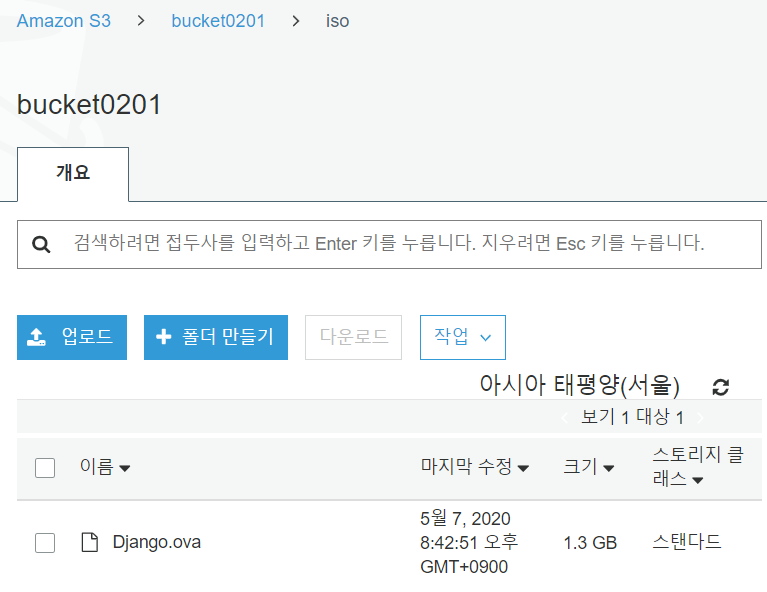 Amazon S3 > bucket0201 > iso
bucket0201
개요
검색하려면 접두사를 입력하고 Enter 키를 누릅니다. 지우려면 Esc 키를 누릅니다.
업로드 + 폴더 만들기 다운로드 작업
아시아 태평양(서울)
보기 1 대상 1
이름 마지막 수정 크기 스토리지 클
래스
Django.ova 5월 7, 2020
8:42:51 오후
GMT+0900 1.3 GB 스탠다드